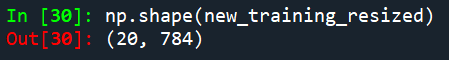 In [30]: np.shape(new_training_resized)
Out[30]: (20, 784)